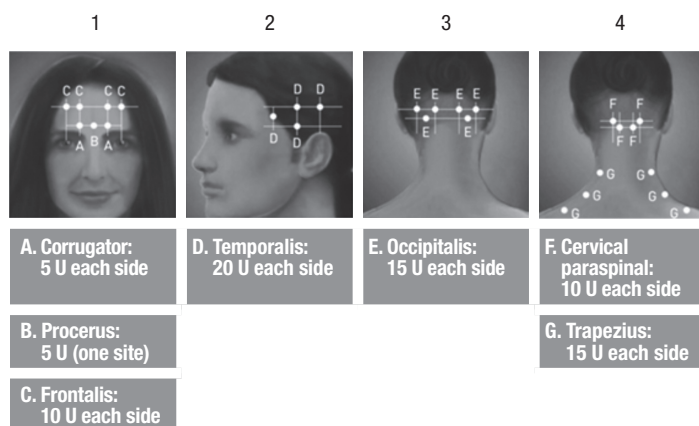 1
2
3
4
C C C C
A B A
D D
D D
E E E E
E E
F F
F F
G G
G G
G G
A. Corrugator:
5 U each side
B. Procerus:
5 U (one site)
C. Frontalis:
10 U each side
D. Temporalis:
20 U each side
E. Occipitalis:
15 U each side
F. Cervical
paraspinal:
10 U each side
G. Trapezius:
15 U each side